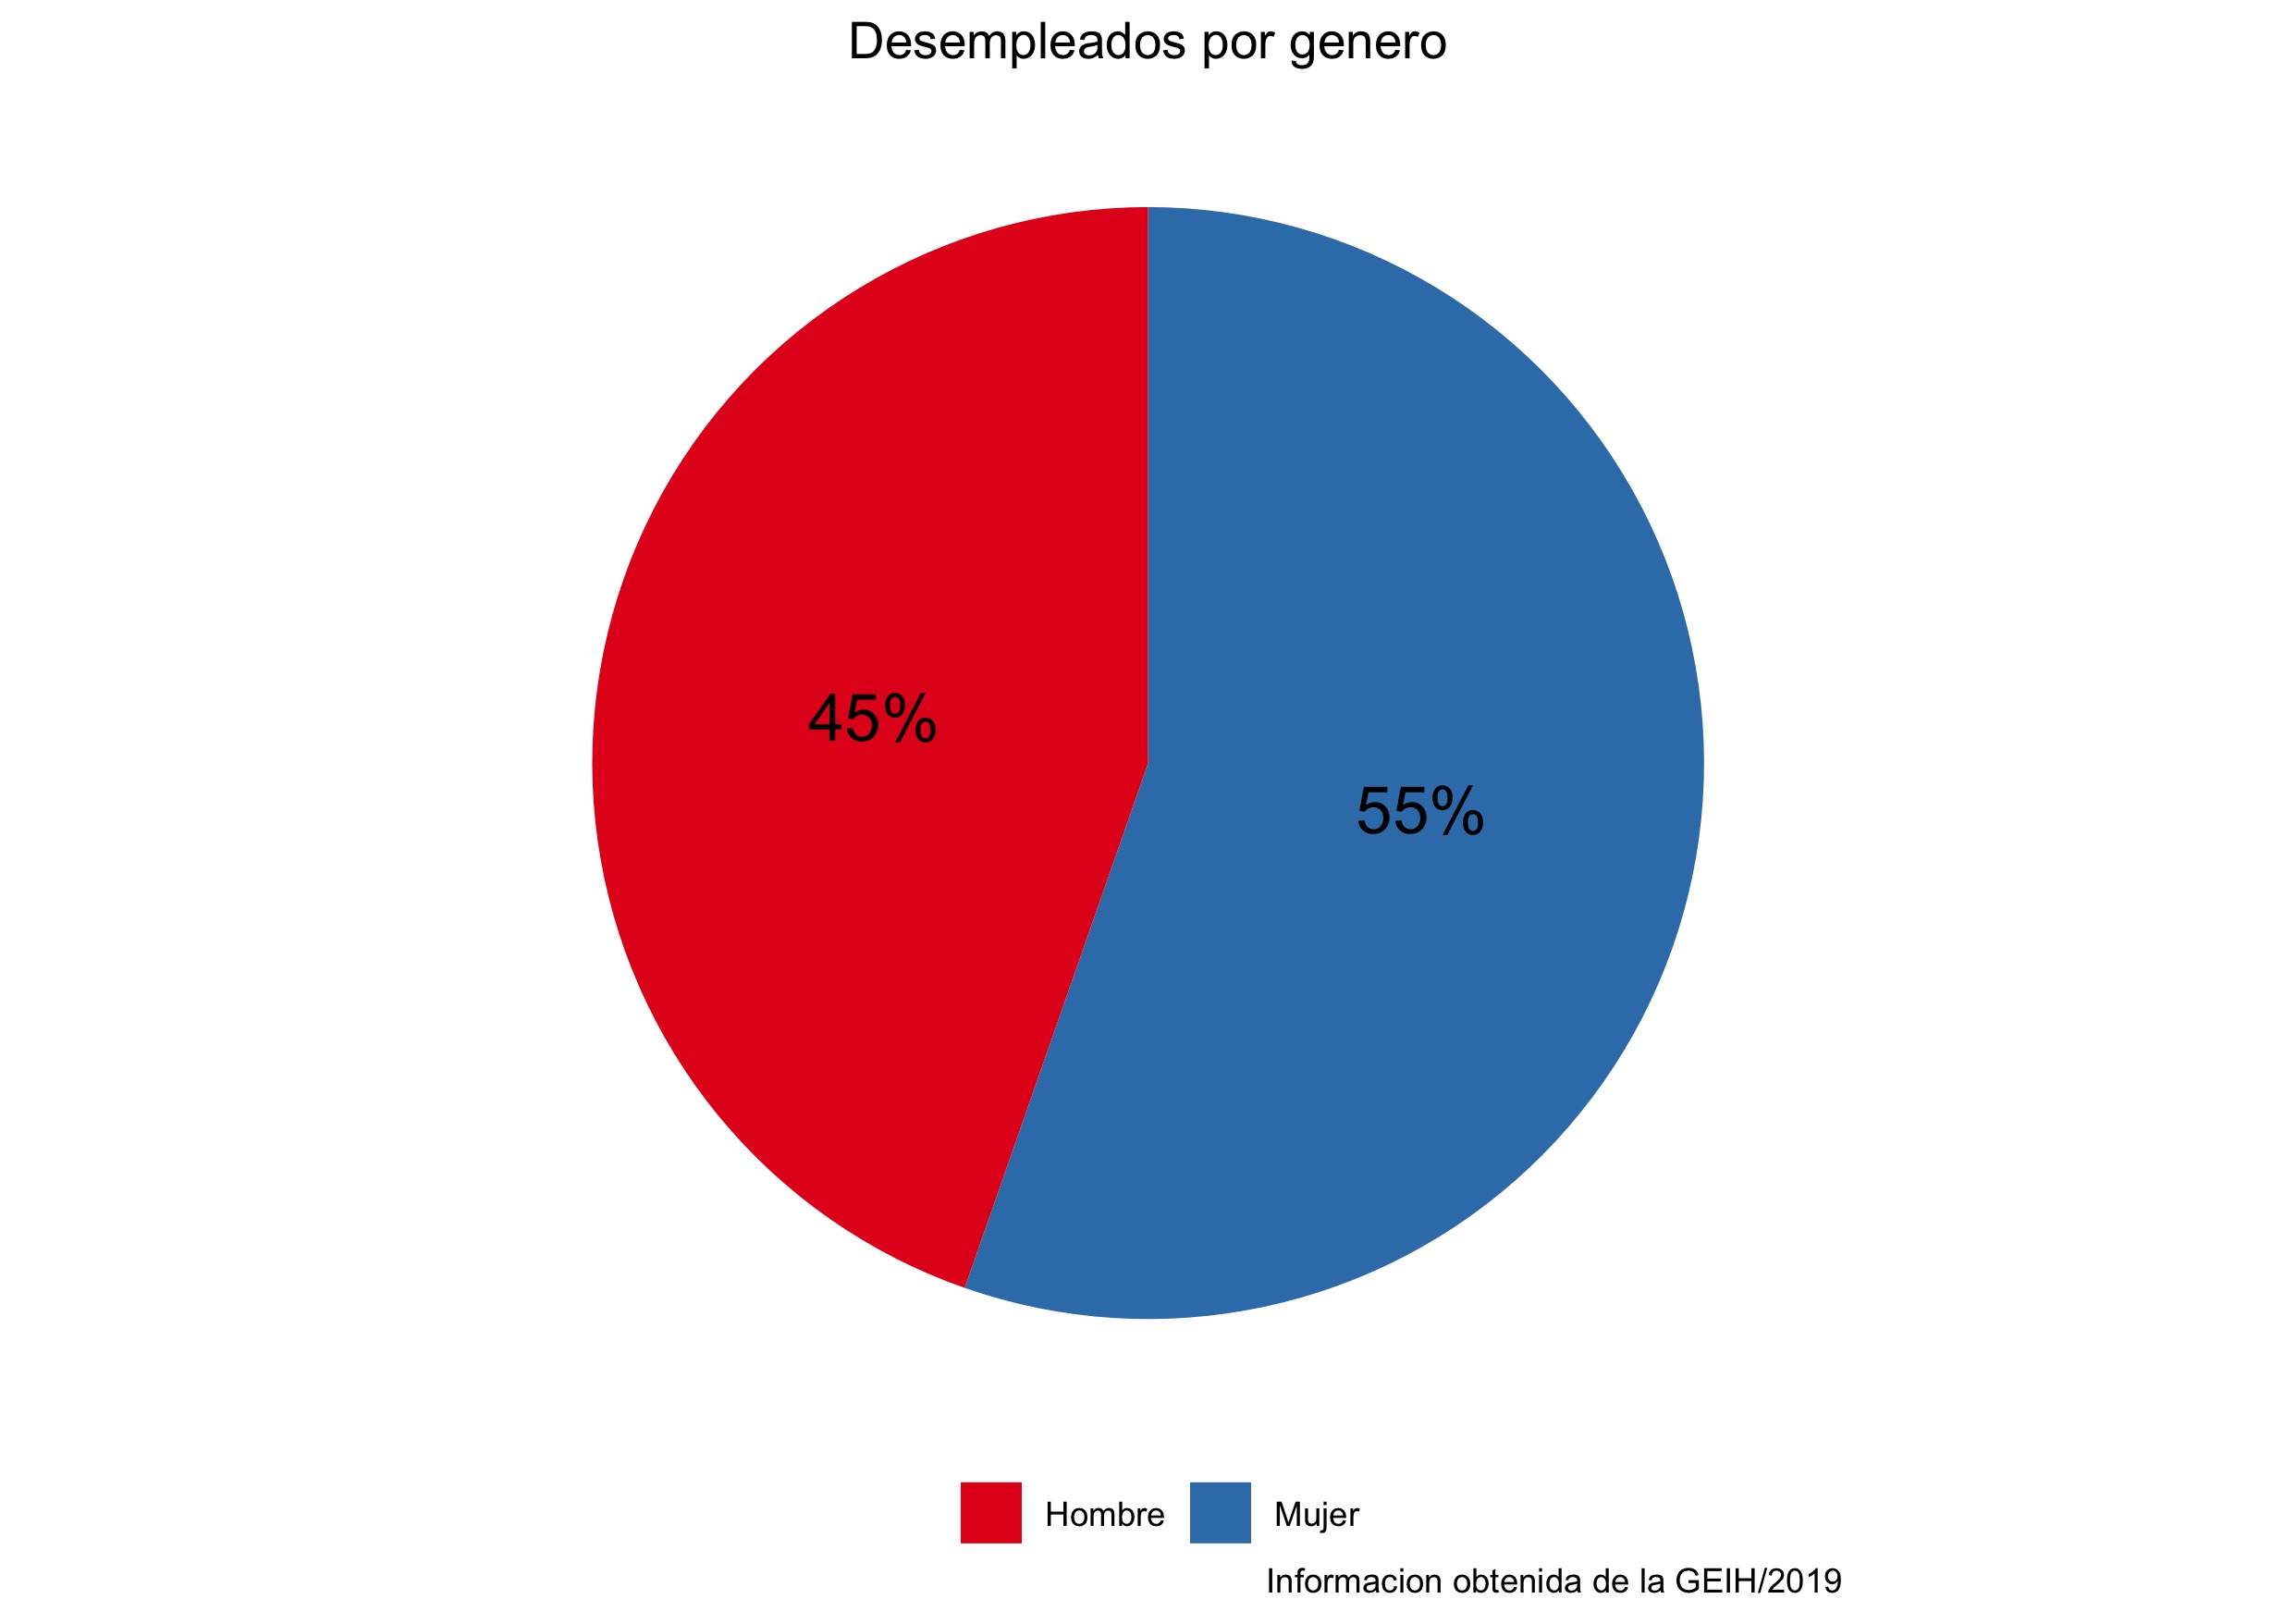 Desempleados por genero
45%
55%
Hombre Mujer
Informacion obtenida de la GEIH/2019